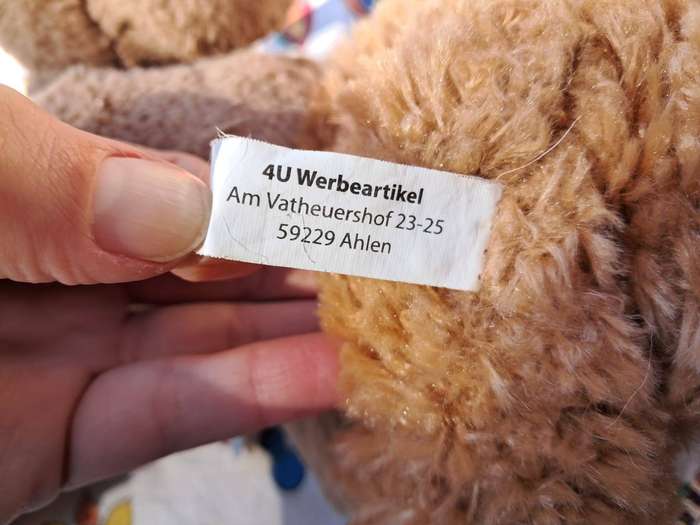 4U Werbeartikel
Am Vatheuershof 23-25
59229 Ahlen